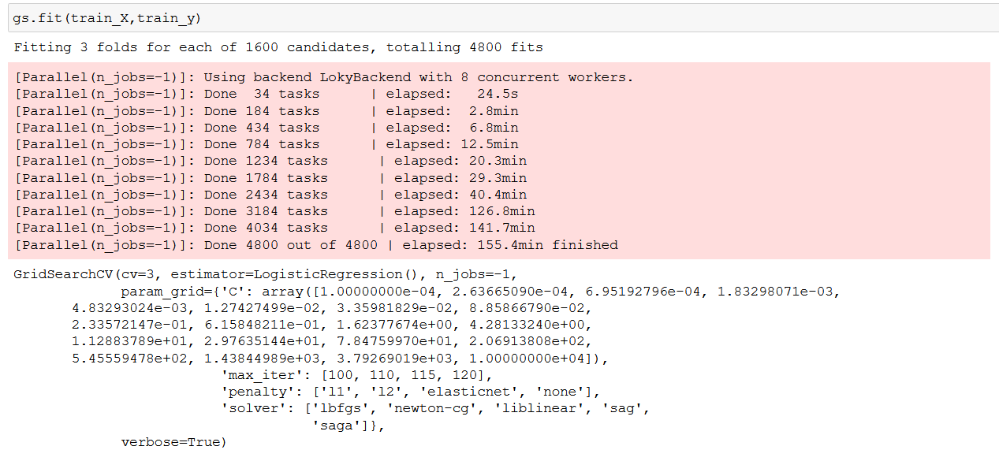 gs.fit(train_X,train_y)
Fitting 3 folds for each of 1600 candidates, totalling 4800 fits
[Parallel(n_jobs=-1)]: Using backend LokyBackend with 8 concurrent workers.
[Parallel(n_jobs=-1)]: Done  34 tasks      | elapsed:   24.5s
[Parallel(n_jobs=-1)]: Done 184 tasks      | elapsed:  2.8min
[Parallel(n_jobs=-1)]: Done 434 tasks      | elapsed:  6.8min
[Parallel(n_jobs=-1)]: Done 784 tasks      | elapsed: 12.5min
[Parallel(n_jobs=-1)]: Done 1234 tasks      | elapsed: 20.3min
[Parallel(n_jobs=-1)]: Done 1784 tasks      | elapsed: 29.3min
[Parallel(n_jobs=-1)]: Done 2434 tasks      | elapsed: 40.4min
[Parallel(n_jobs=-1)]: Done 3184 tasks      | elapsed: 126.8min
[Parallel(n_jobs=-1)]: Done 4034 tasks      | elapsed: 141.7min
[Parallel(n_jobs=-1)]: Done 4800 out of 4800 | elapsed: 155.4min finished
GridSearchCV(cv=3, estimator=LogisticRegression(), n_jobs=-1,
             param_grid={'C': array([1.00000000e-04, 2.63665090e-04, 6.95192796e-04, 1.83298071e-03,
       4.83293024e-03, 1.27427499e-02, 3.35981829e-02, 8.85866790e-02,
       2.33572147e-01, 6.15848211e-01, 1.62377674e+00, 4.28133240e+00,
       1.12883789e+01, 2.97635144e+01, 7.84759970e+01, 2.06913808e+02,
       5.45559478e+02, 1.43844989e+03, 3.79269019e+03, 1.00000000e+04]),
                         'max_iter': [100, 110, 115, 120],
                         'penalty': ['l1', 'l2', 'elasticnet', 'none'],
                         'solver': ['lbfgs', 'newton-cg', 'liblinear', 'sag',
                                    'saga']},
             verbose=True)